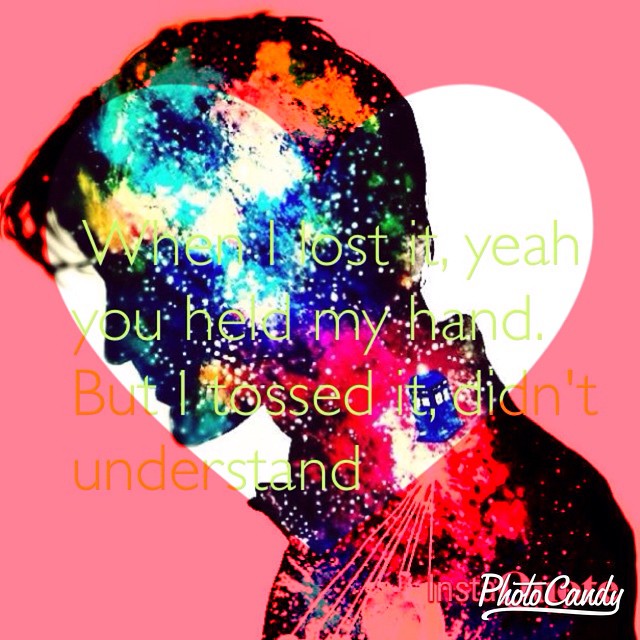 When I lost it, yeah
you held my hand.
But I tossed it, didn't
understand
PhotoCandy